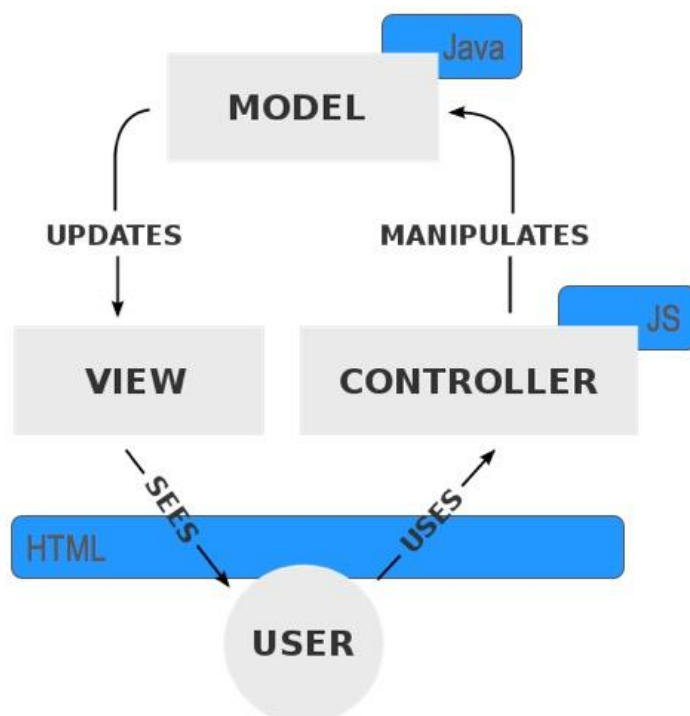 Java
MODEL
UPDATES
MANIPULATES
JS
VIEW
CONTROLLER
SEES
USES
HTML
USER